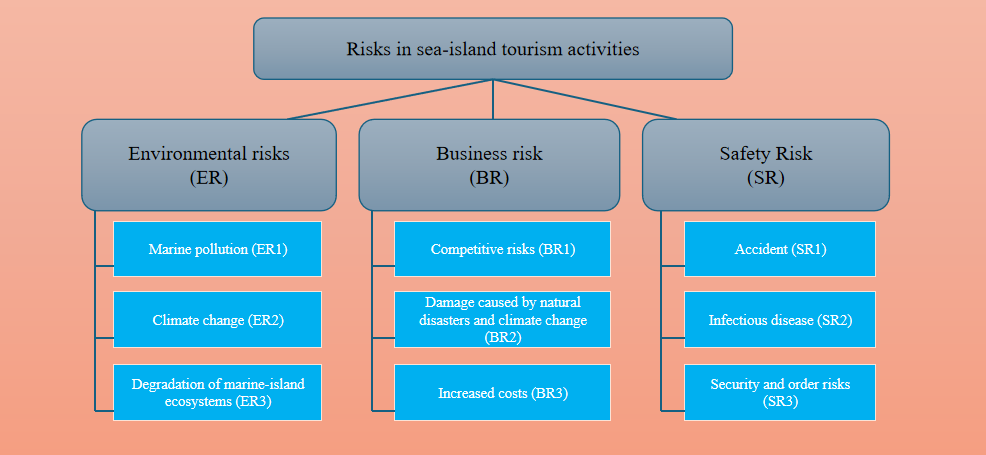 Risks in sea-island tourism activities
Environmental risks
(ER)
Business risk
(BR)
Safety Risk
(SR)
Marine pollution (ER1)
Competitive risks (BR1)
Accident (SR1)
Climate change (ER2)
Damage caused by natural
disasters and climate change
(BR2)
Infectious disease (SR2)
Degradation of marine-island
ecosystems (ER3)
Increased costs (BR3)
Security and order risks
(SR3)